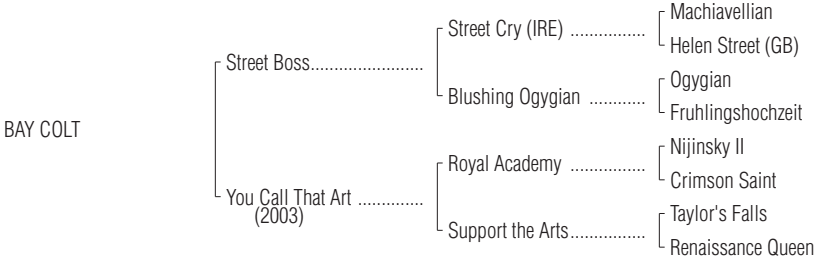 Machiavellian
Street Cry (IRE) ................
Helen Street (GB)
Street Boss.......................
Ogygian
Blushing Ogygian ............
Fruhlingshochzeit
BAY COLT
Nijinsky II
Royal Academy ................
Crimson Saint
You Call That Art ..............
(2003)
Taylor's Falls
Support the Arts................
Renaissance Queen